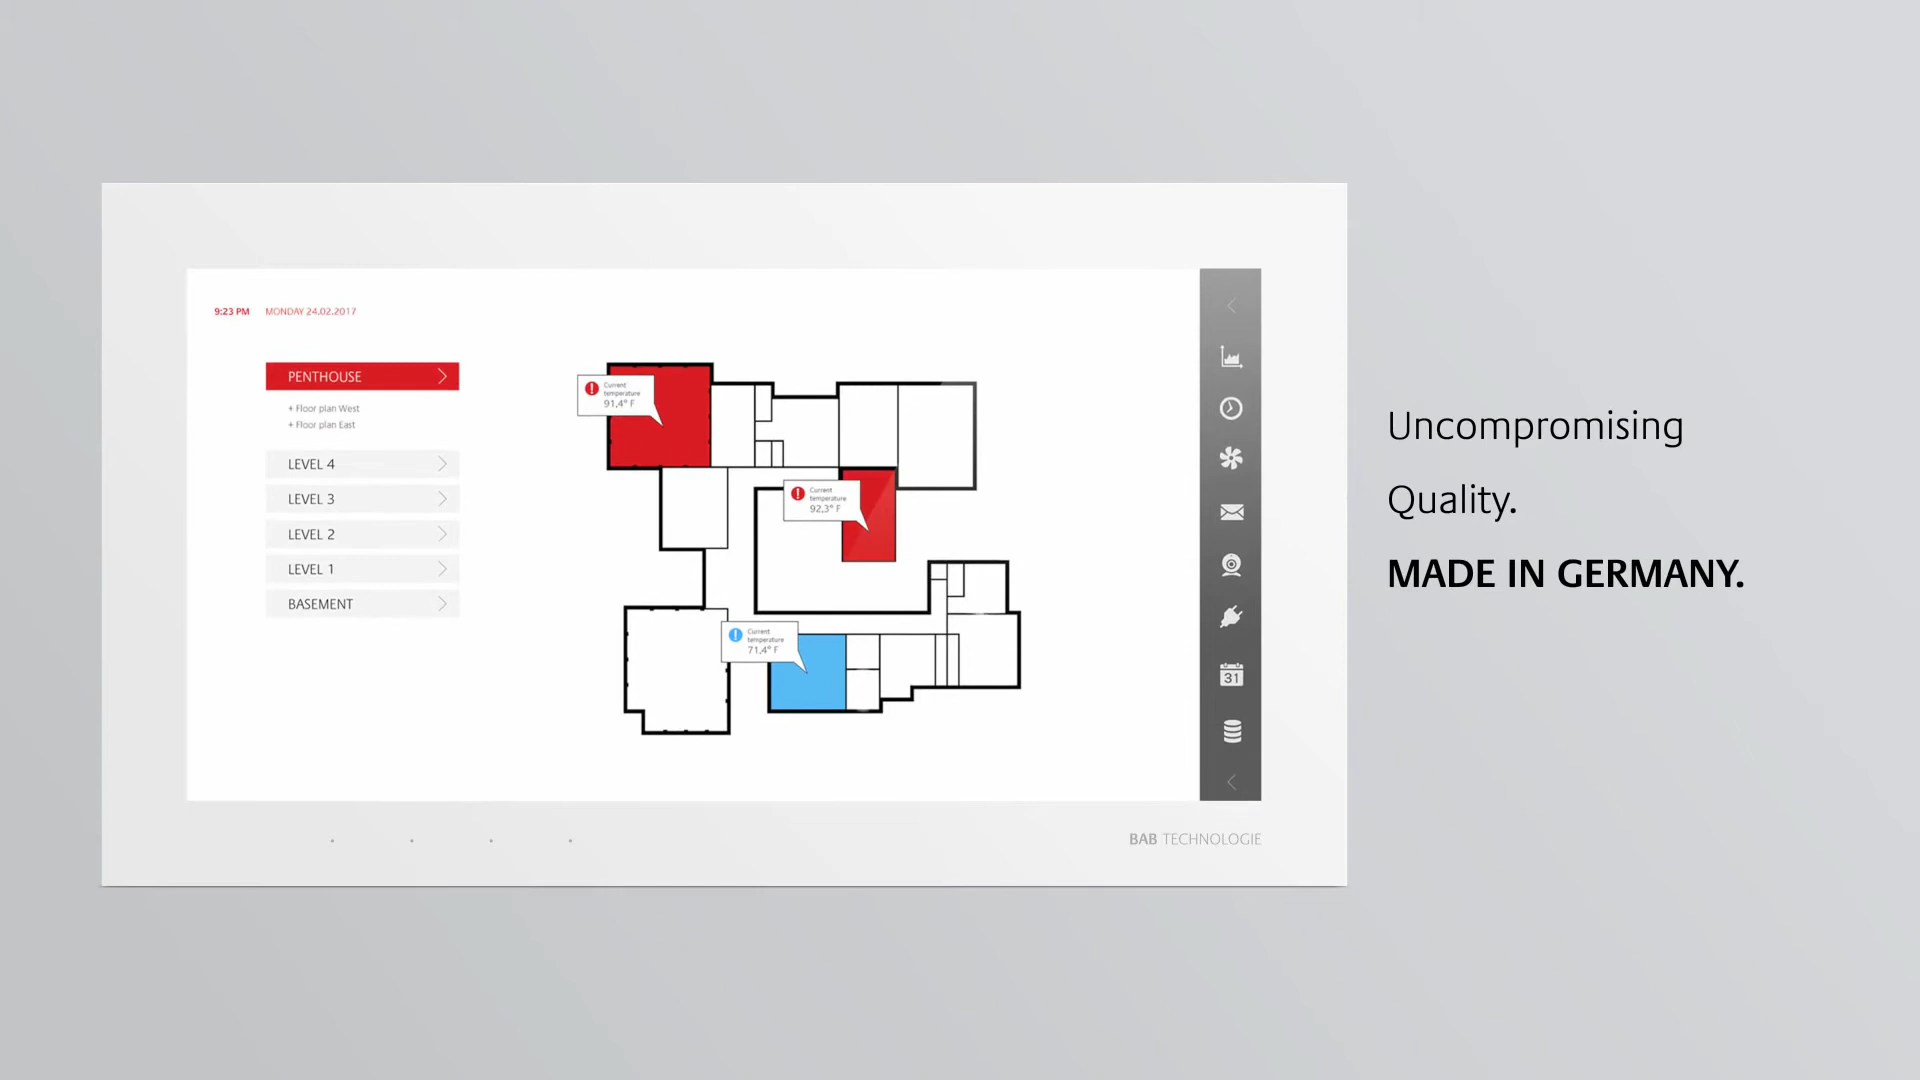 9:23 PM MONDAY 24.02.2017
PENTHOUSE
+ Floor plan West
+ Floor plan East
LEVEL 4
LEVEL 3
LEVEL 2
LEVEL 1
BASEMENT
Current
temperature
91,4° F
Current
temperature
92,3° F
Current
temperature
71,4° F
31
BAB TECHNOLOGIE
Uncompromising
Quality.
MADE IN GERMANY.